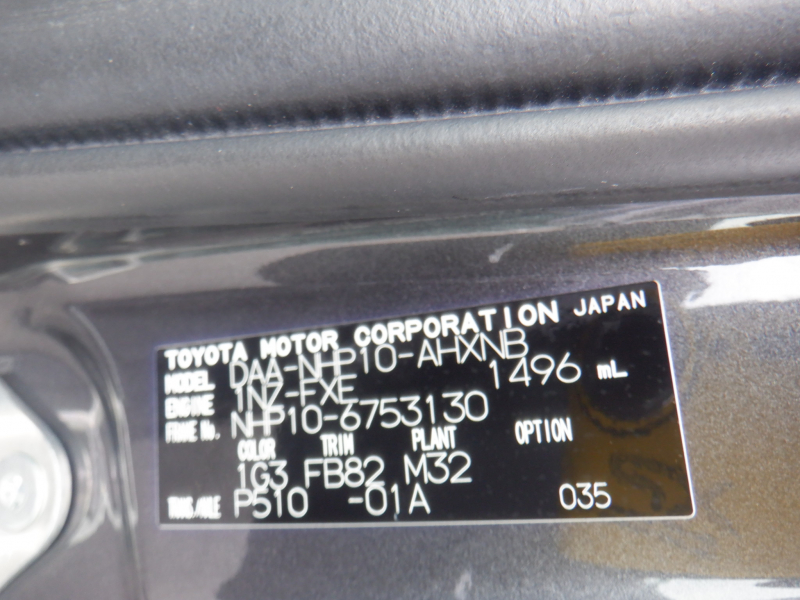 TOYOTA MOTOR CORPORATION JAPAN
MODEL DAA-NHP10-AHXNB
ENGINE 1NZ-FXE 1496 mL
FRAME No. NHP10-6753130
COLOR TRIM PLANT OPTION
1G3 FB82 M32
TRANS/AXLE P510 -01A 035